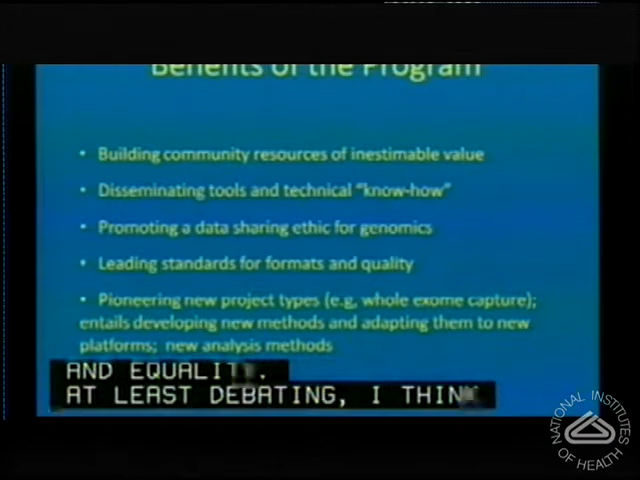 Benefits of the Program
• Building community resources of inestimable value
• Disseminating tools and technical “know-how”
• Promoting a data sharing ethic for genomics
• Leading standards for formats and quality
• Pioneering new project types (e.g, whole exome capture);
entails developing new methods and adapting them to new
platforms; new analysis methods
AND EQUALITY.
AT LEAST DEBATING, I THINK
NATIONAL INSTITUTES
OF HEALTH